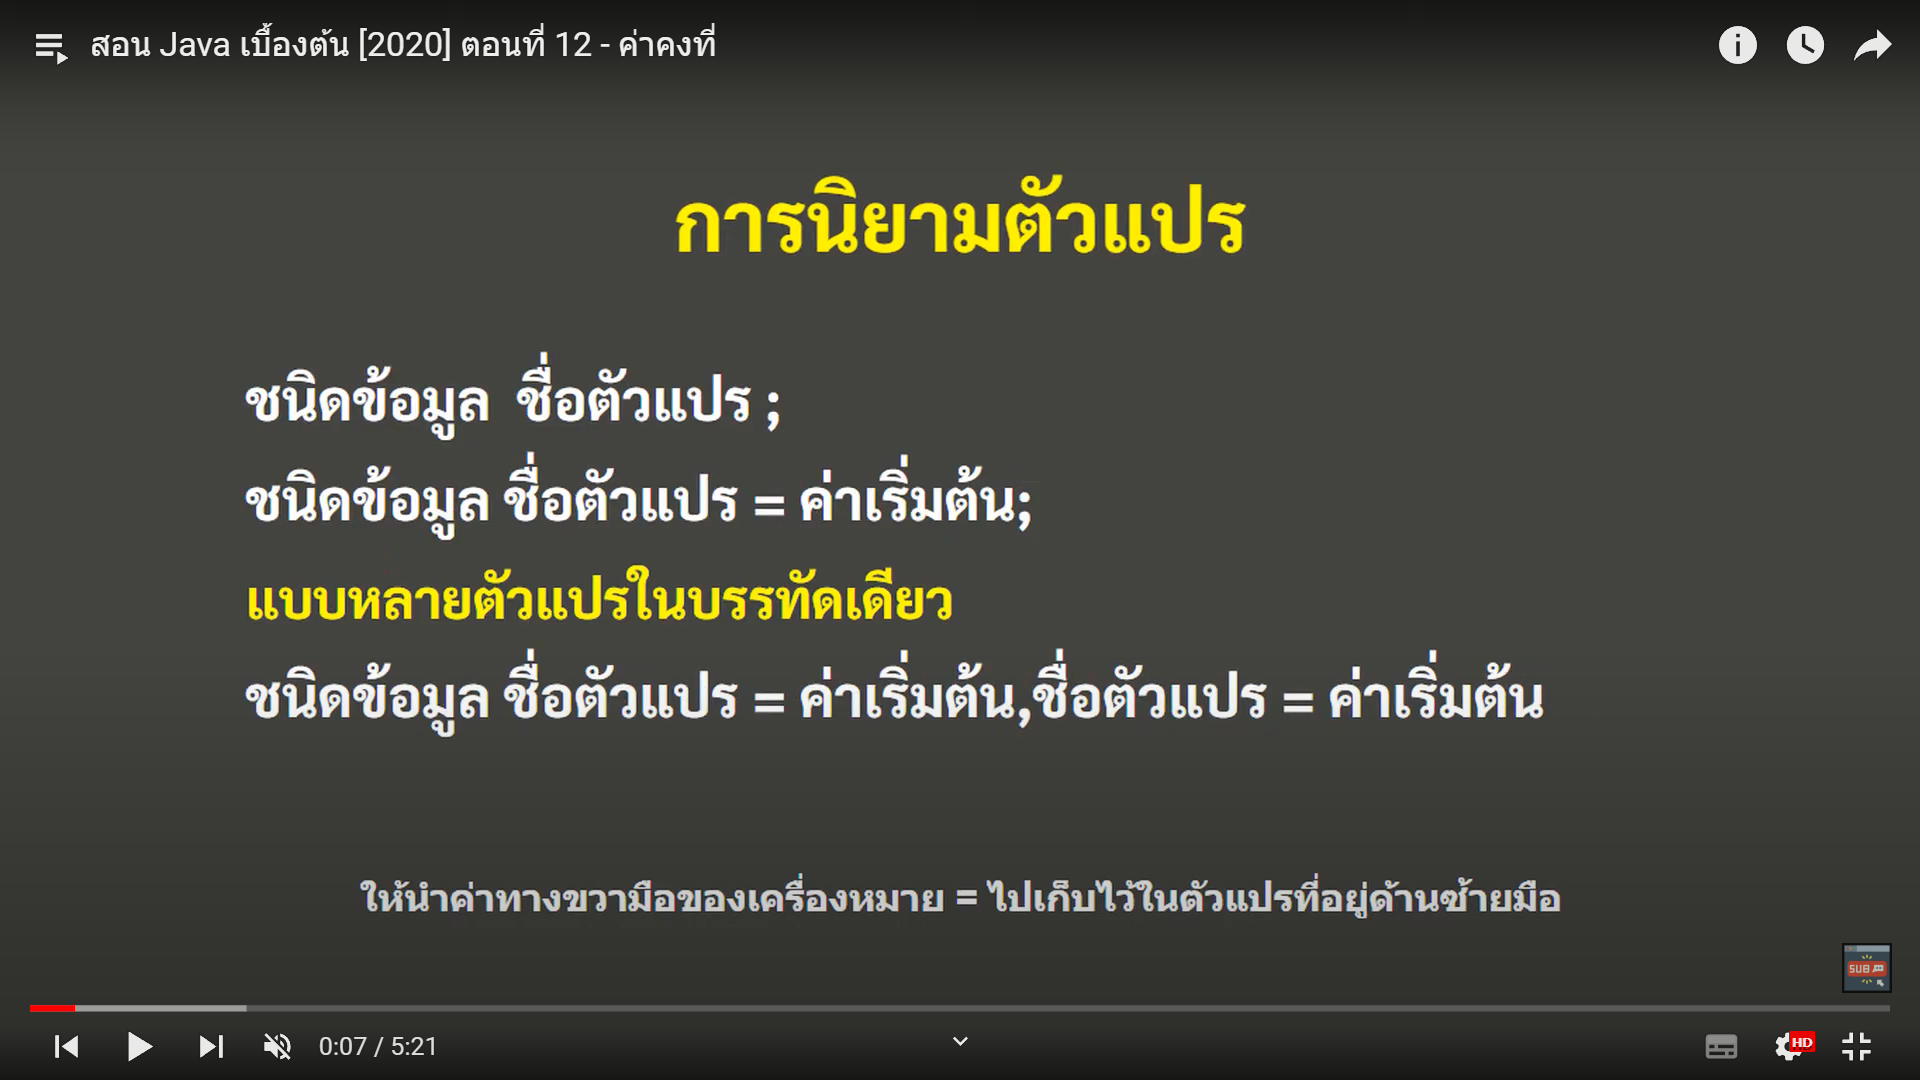 สอน Java เบื้องต้น [2020] ตอนที่ 12 - ค่าคงที่
การนิยามตัวแปร
ชนิดข้อมูล ชื่อตัวแปร ;
ชนิดข้อมูล ชื่อตัวแปร = ค่าเริ่มต้น;
แบบหลายตัวแปรในบรรทัดเดียว
ชนิดข้อมูล ชื่อตัวแปร = ค่าเริ่มต้น,ชื่อตัวแปร = ค่าเริ่มต้น
ให้นำค่าทางขวามือของเครื่องหมาย = ไปเก็บไว้ในตัวแปรที่อยู่ด้านซ้ายมือ
SUB
0:07 / 5:21
HD